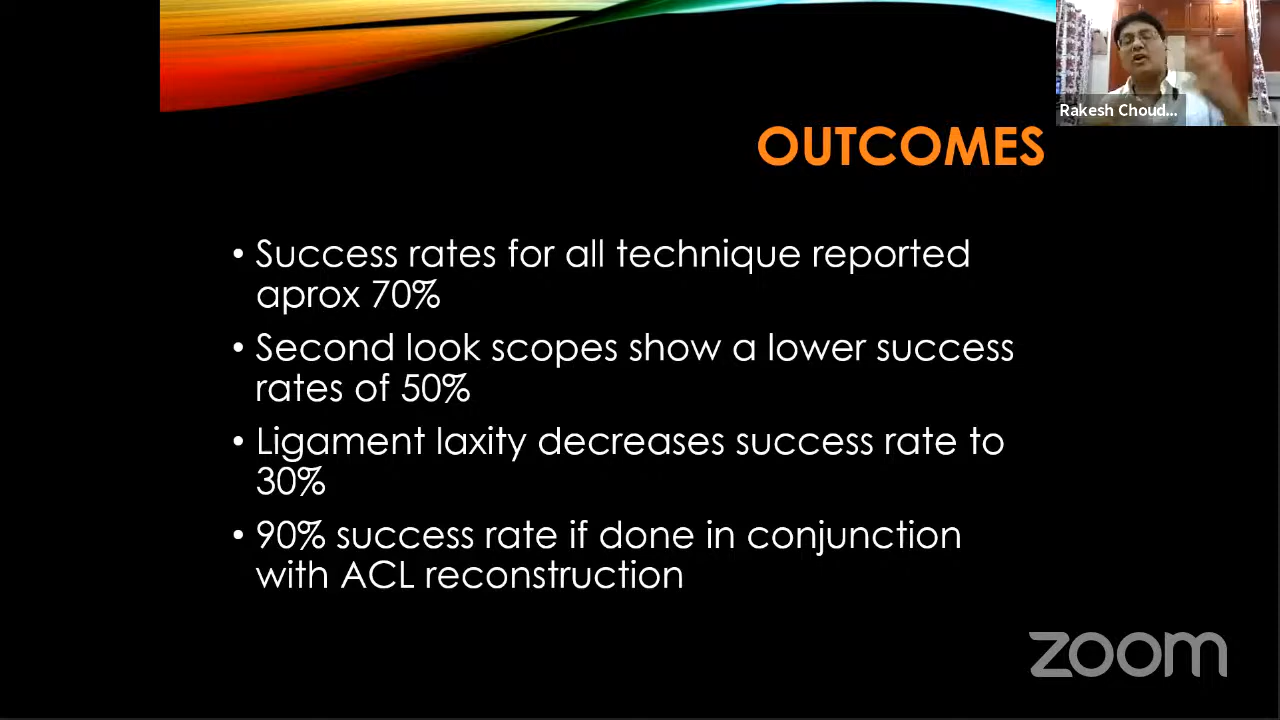 Rakesh Choud...
OUTCOMES
• Success rates for all technique reported
aprox 70%
• Second look scopes show a lower success
rates of 50%
• Ligament laxity decreases success rate to
30%
• 90% success rate if done in conjunction
with ACL reconstruction
zoom